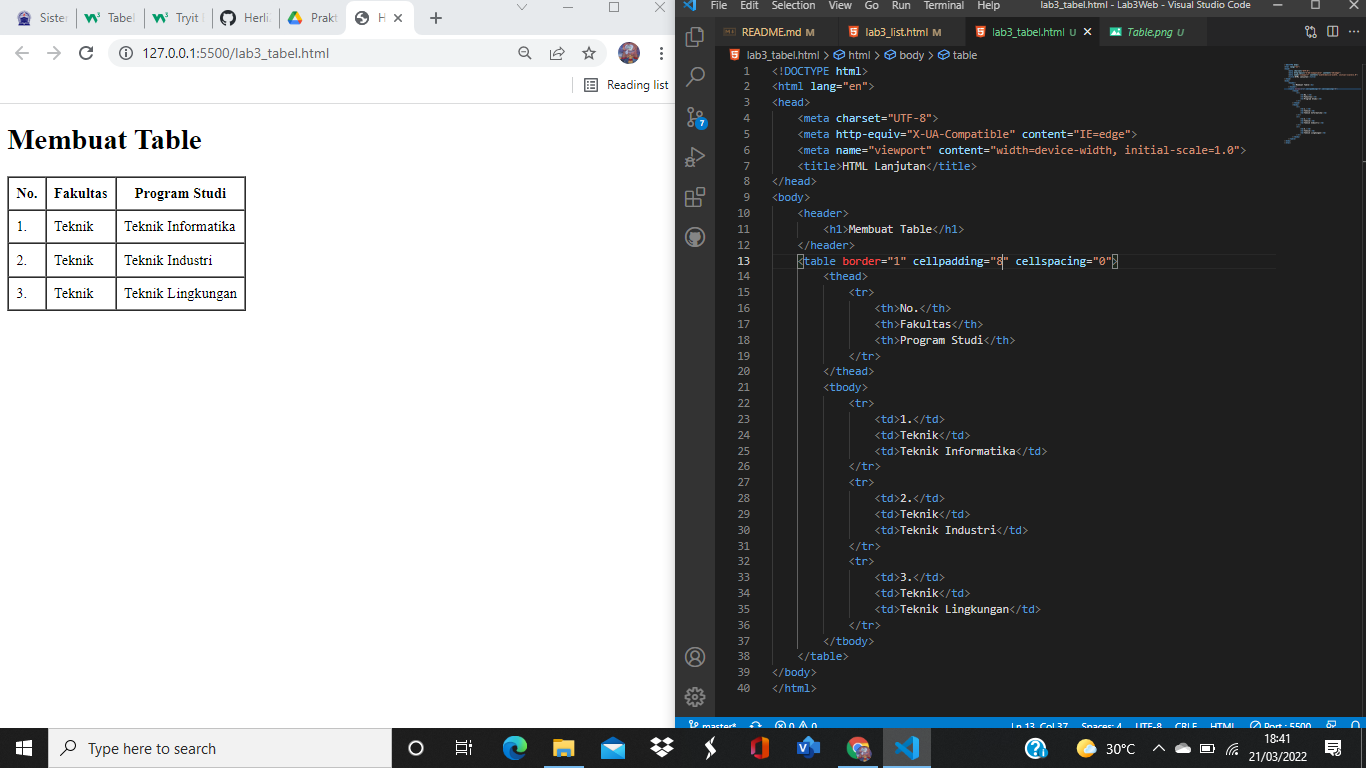 Sister
Tabel
Tryit
Herliz
Prakt
H
127.0.0.1:5500/lab3_tabel.html
Reading list
Membuat Table
No. Fakultas Program Studi
1. Teknik Teknik Informatika
2. Teknik Teknik Industri
3. Teknik Teknik Lingkungan
File Edit Selection View Go Run Terminal Help
lab3_tabel.html - Lab3Web - Visual Studio Code
README.md M
lab3_list.html M
lab3_tabel.html U
Table.png U
lab3_tabel.html > html > body > table
7
1 <!DOCTYPE html>
2 <html lang="en">
3 <head>
4 <meta charset="UTF-8">
5 <meta http-equiv="X-UA-Compatible" content="IE=edge">
6 <meta name="viewport" content="width=device-width, initial-scale=1.0">
7 <title>HTML Lanjutan</title>
8 </head>
9 <body>
10 <header>
11 <h1>Membuat Table</h1>
12 </header>
13 <table border="1" cellpadding="8" cellspacing="0">
14 <thead>
15 <tr>
16 <th>No.</th>
17 <th>Fakultas</th>
18 <th>Program Studi</th>
19 </tr>
20 </thead>
21 <tbody>
22 <tr>
23 <td>1.</td>
24 <td>Teknik</td>
25 <td>Teknik Informatika</td>
26 </tr>
27 <tr>
28 <td>2.</td>
29 <td>Teknik</td>
30 <td>Teknik Industri</td>
31 </tr>
32 <tr>
33 <td>3.</td>
34 <td>Teknik</td>
35 <td>Teknik Lingkungan</td>
36 </tr>
37 </tbody>
38 </table>
39 </body>
40 </html>
master* 0 0 Ln 13, Col 37 Spaces: 4 UTF-8 CRLF HTML Port : 5500
Type here to search
30°C
18:41
21/03/2022